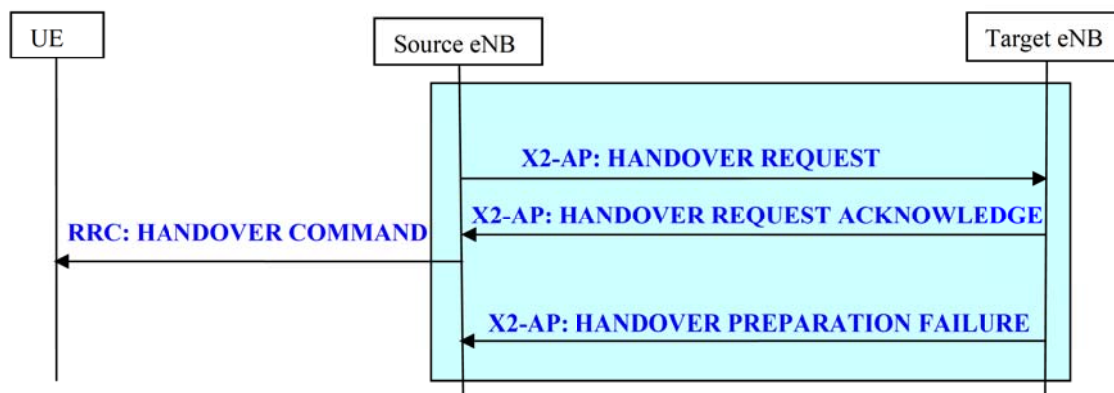 UE
Source eNB
Target eNB
X2-AP: HANDOVER REQUEST
X2-AP: HANDOVER REQUEST ACKNOWLEDGE
RRC: HANDOVER COMMAND
X2-AP: HANDOVER PREPARATION FAILURE